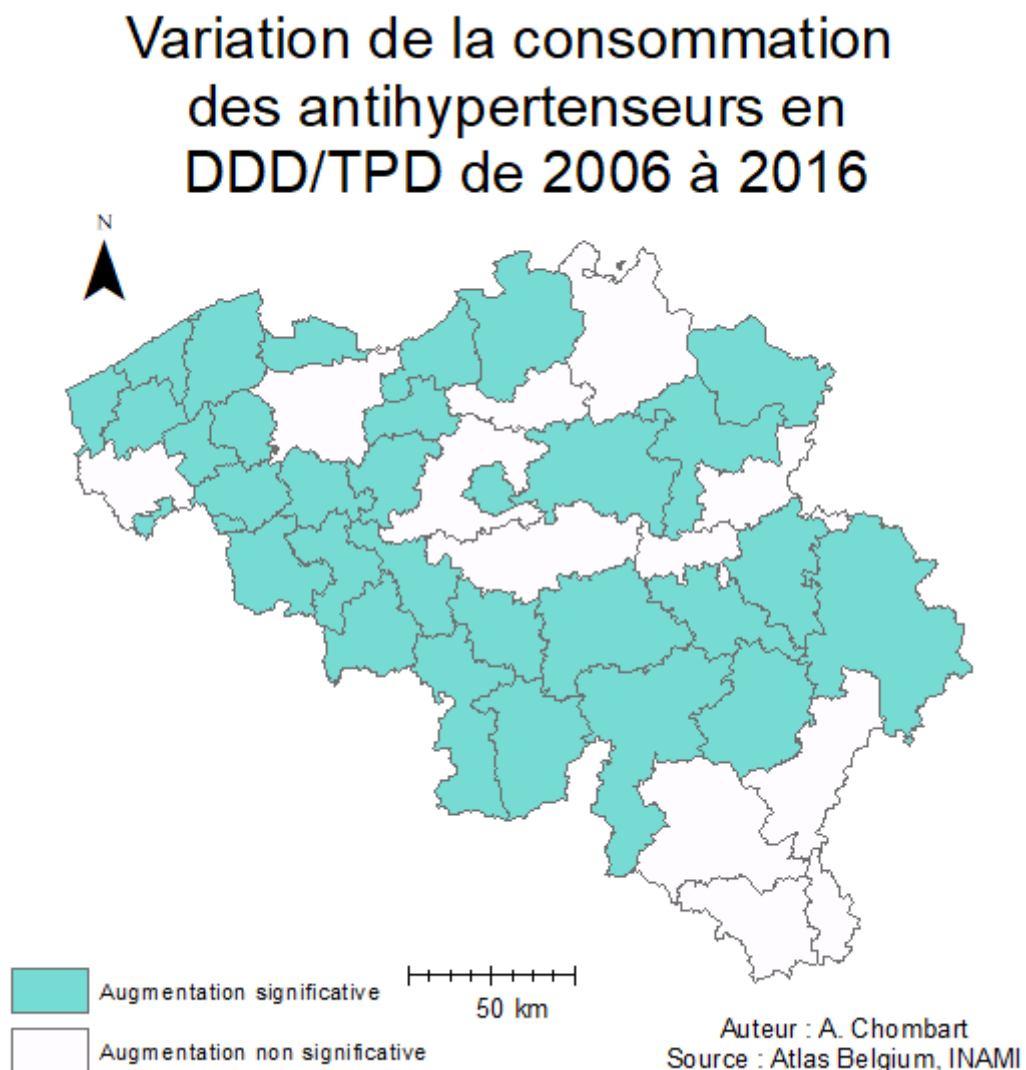 Variation de la consommation
des antihypertenseurs en
DDD/TPD de 2006 à 2016
N
Augmentation significative
50 km
Augmentation non significative
Auteur : A. Chombart
Source : Atlas Belgium, INAMI